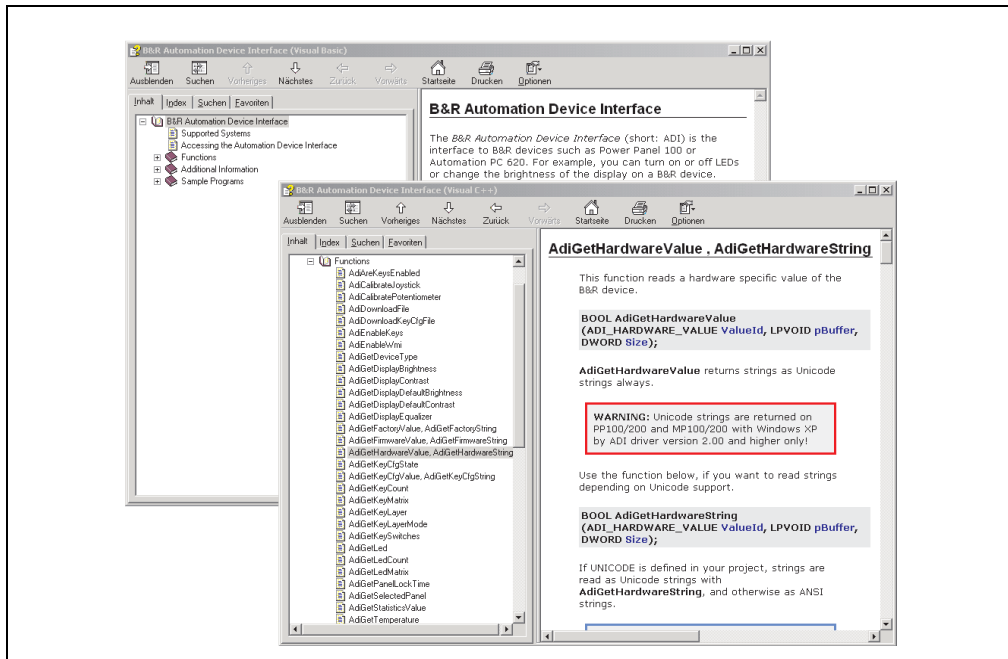 B&R Automation Device Interface (Visual Basic)
Ausblenden Suchen Vorheriges Nächstes Zurück Vorwärts Startseite Drucken Optionen
Inhalt Index Suchen Favoriten
B&R Automation Device Interface
Supported Systems
Accessing the Automation Device Interface
Functions
Additional Information
Sample Programs
B&R Automation Device Interface
The B&R Automation Device Interface (short: ADI) is the
interface to B&R devices such as Power Panel 100 or
Automation PC 620. For example, you can turn on or off LEDs
or change the brightness of the display on a B&R device.
B&R Automation Device Interface (Visual C++)
Ausblenden Suchen Vorheriges Nächstes Zurück Vorwärts Startseite Drucken Optionen
Inhalt Index Suchen Favoriten
Functions
AdiAreKeysEnabled
AdiCalibrateJoystick
AdiCalibratePotentiometer
AdiDownloadFile
AdiDownloadKeyCfgFile
AdiEnableKeys
AdiEnableWmi
AdiGetDeviceType
AdiGetDisplayBrightness
AdiGetDisplayContrast
AdiGetDisplayDefaultBrightness
AdiGetDisplayDefaultContrast
AdiGetDisplayEqualizer
AdiGetFactoryValue, AdiGetFactoryString
AdiGetFirmwareValue, AdiGetFirmwareString
AdiGetHardwareValue, AdiGetHardwareString
AdiGetKeyCfgState
AdiGetKeyCfgValue, AdiGetKeyCfgString
AdiGetKeyCount
AdiGetKeyMatrix
AdiGetKeyLayer
AdiGetKeyLayerMode
AdiGetKeySwitches
AdiGetLed
AdiGetLedCount
AdiGetLedMatrix
AdiGetPanelLockTime
AdiGetSelectedPanel
AdiGetStatisticsValue
AdiGetTemperature
AdiGetHardwareValue , AdiGetHardwareString
This function reads a hardware specific value of the
B&R device.
BOOL AdiGetHardwareValue
(ADI_HARDWARE_VALUE ValueId, LPVOID pBuffer,
DWORD Size);
AdiGetHardwareValue returns strings as Unicode
strings always.
WARNING: Unicode strings are returned on
PP100/200 and MP100/200 with Windows XP
by ADI driver version 2.00 and higher only!
Use the function below, if you want to read strings
depending on Unicode support.
BOOL AdiGetHardwareString
(ADI_HARDWARE_VALUE ValueId, LPVOID pBuffer,
DWORD Size);
If UNICODE is defined in your project, strings are
read as Unicode strings with
AdiGetHardwareString, and otherwise as ANSI
strings.